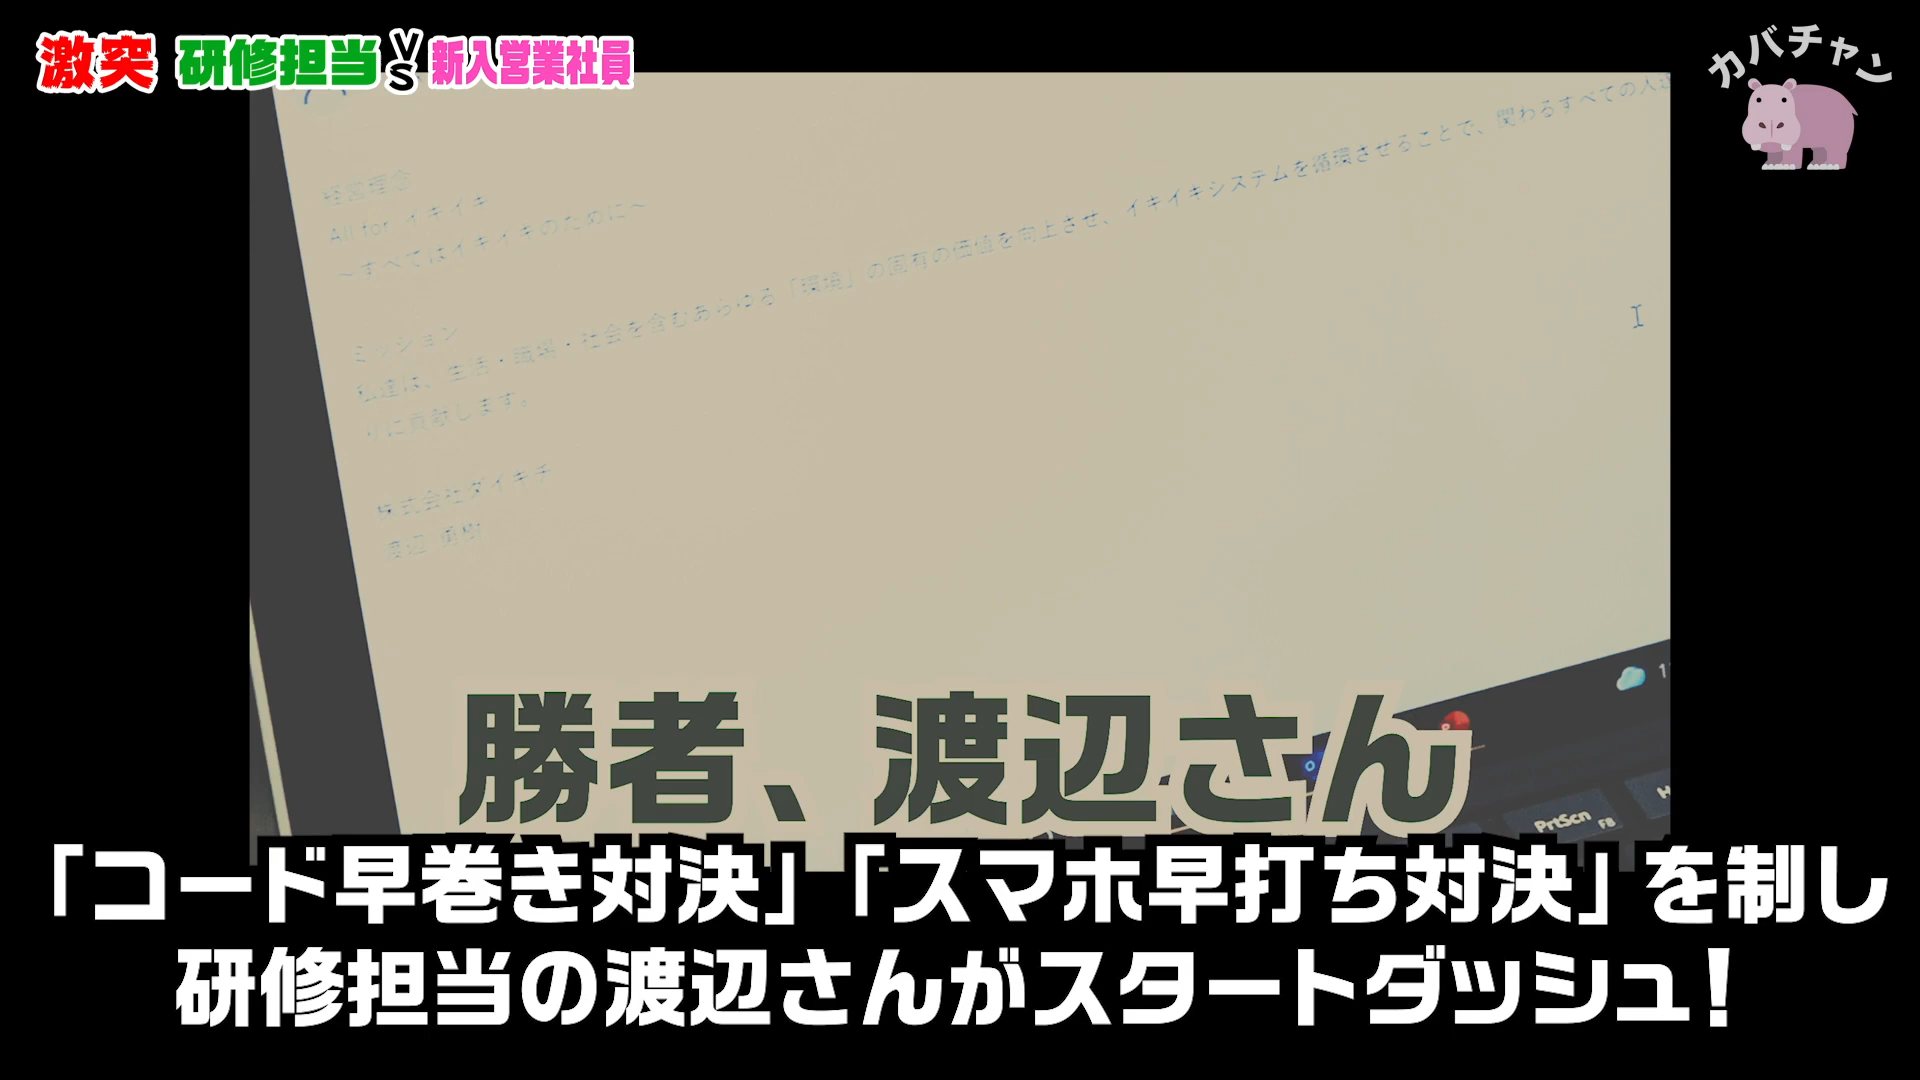 激突 研修担当 VS 新入営業社員
カバチャン
経営理念
All for イキイキ
～すべてはイキイキのために～
ミッション
私達は、生活・職場・社会を含むあらゆる「環境」の固有の価値を向上させ、イキイキシステムを循環させることで、関わるすべての人
りに貢献します。
株式会社ダイキチ
渡辺 勇樹
勝者、渡辺さん
PrtScn
F8
「コード早巻き対決」「スマホ早打ち対決」を制し
研修担当の渡辺さんがスタートダッシュ！